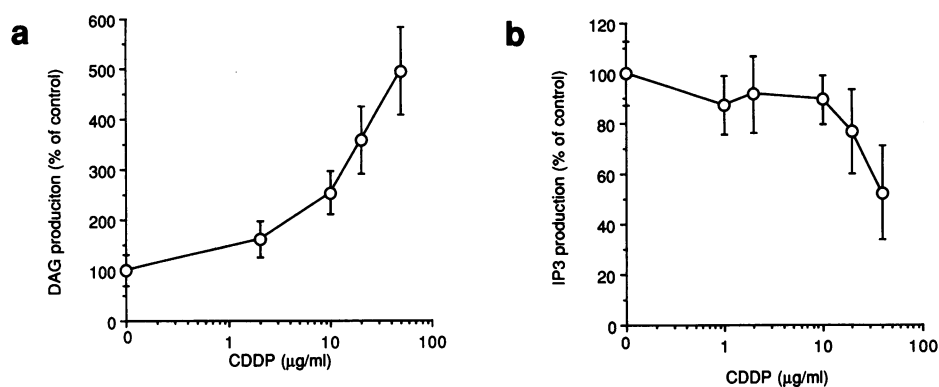 a
DAG produciton (% of control)
600
500
400
300
200
100
0
0 1 10 100
CDDP (μg/ml)
b
IP3 production (% of control)
120
100
80
60
40
20
0
0 1 10 100
CDDP (μg/ml)